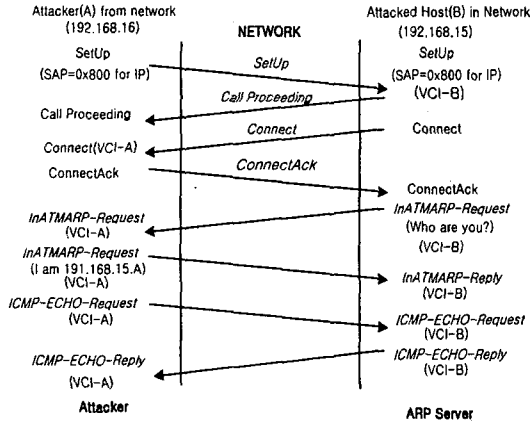 Attacker(A) from network
(192.168.16)
NETWORK
Attacked Host(B) in Network
(192.168.15)
SetUp
(SAP=0x800 for IP)
SetUp
SetUp
(SAP=0x800 for IP)
(VCI-B)
Call Proceeding
Call Proceeding
Connect
Connect
Connect(VCI-A)
ConnectAck
ConnectAck
ConnectAck
InATMARP-Request
(VCI-A)
InATMARP-Request
(Who are you?)
(VCI-B)
InATMARP-Request
(I am 191.168.15.A)
(VCI-A)
InATMARP-Reply
(VCI-B)
ICMP-ECHO-Request
(VCI-A)
ICMP-ECHO-Request
(VCI-B)
ICMP-ECHO-Reply
(VCI-B)
ICMP-ECHO-Reply
(VCI-A)
Attacker
ARP Server